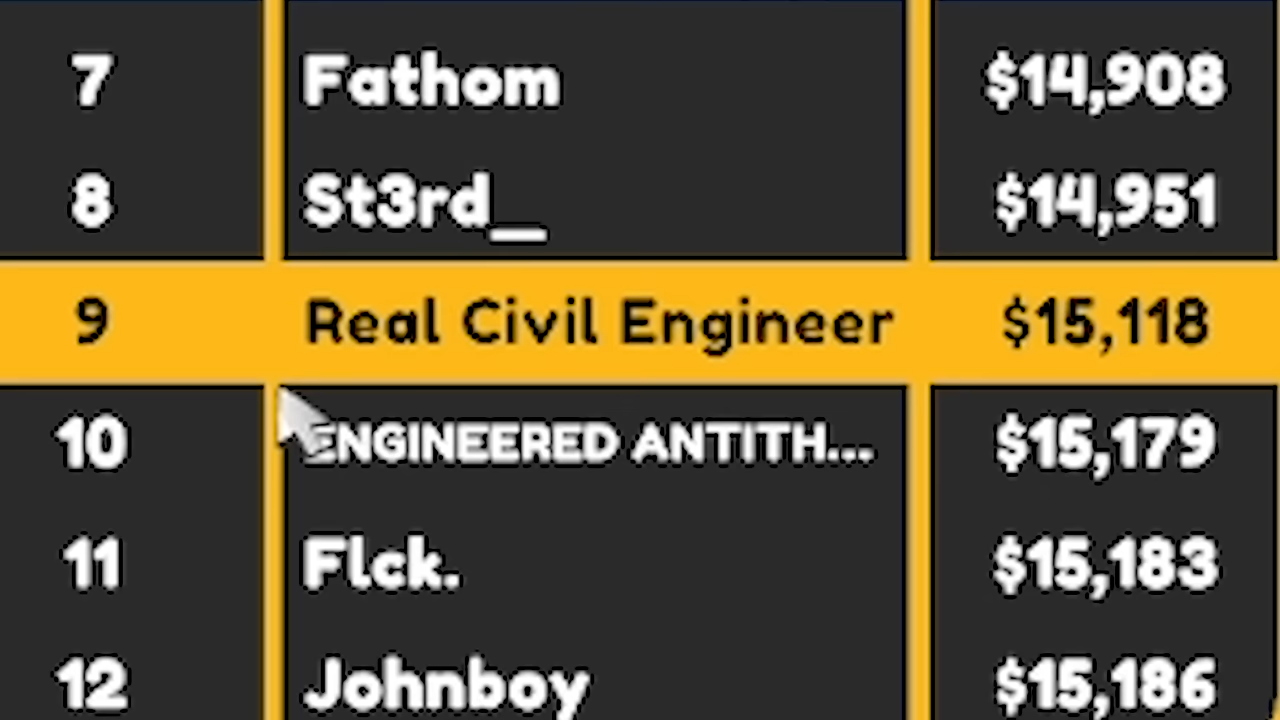 7 Fathom $14,908
8 St3rd__ $14,951
9 Real Civil Engineer $15,118
10 ENGINEERED ANTITH... $15,179
11 Flck. $15,183
12 Johnboy $15,186